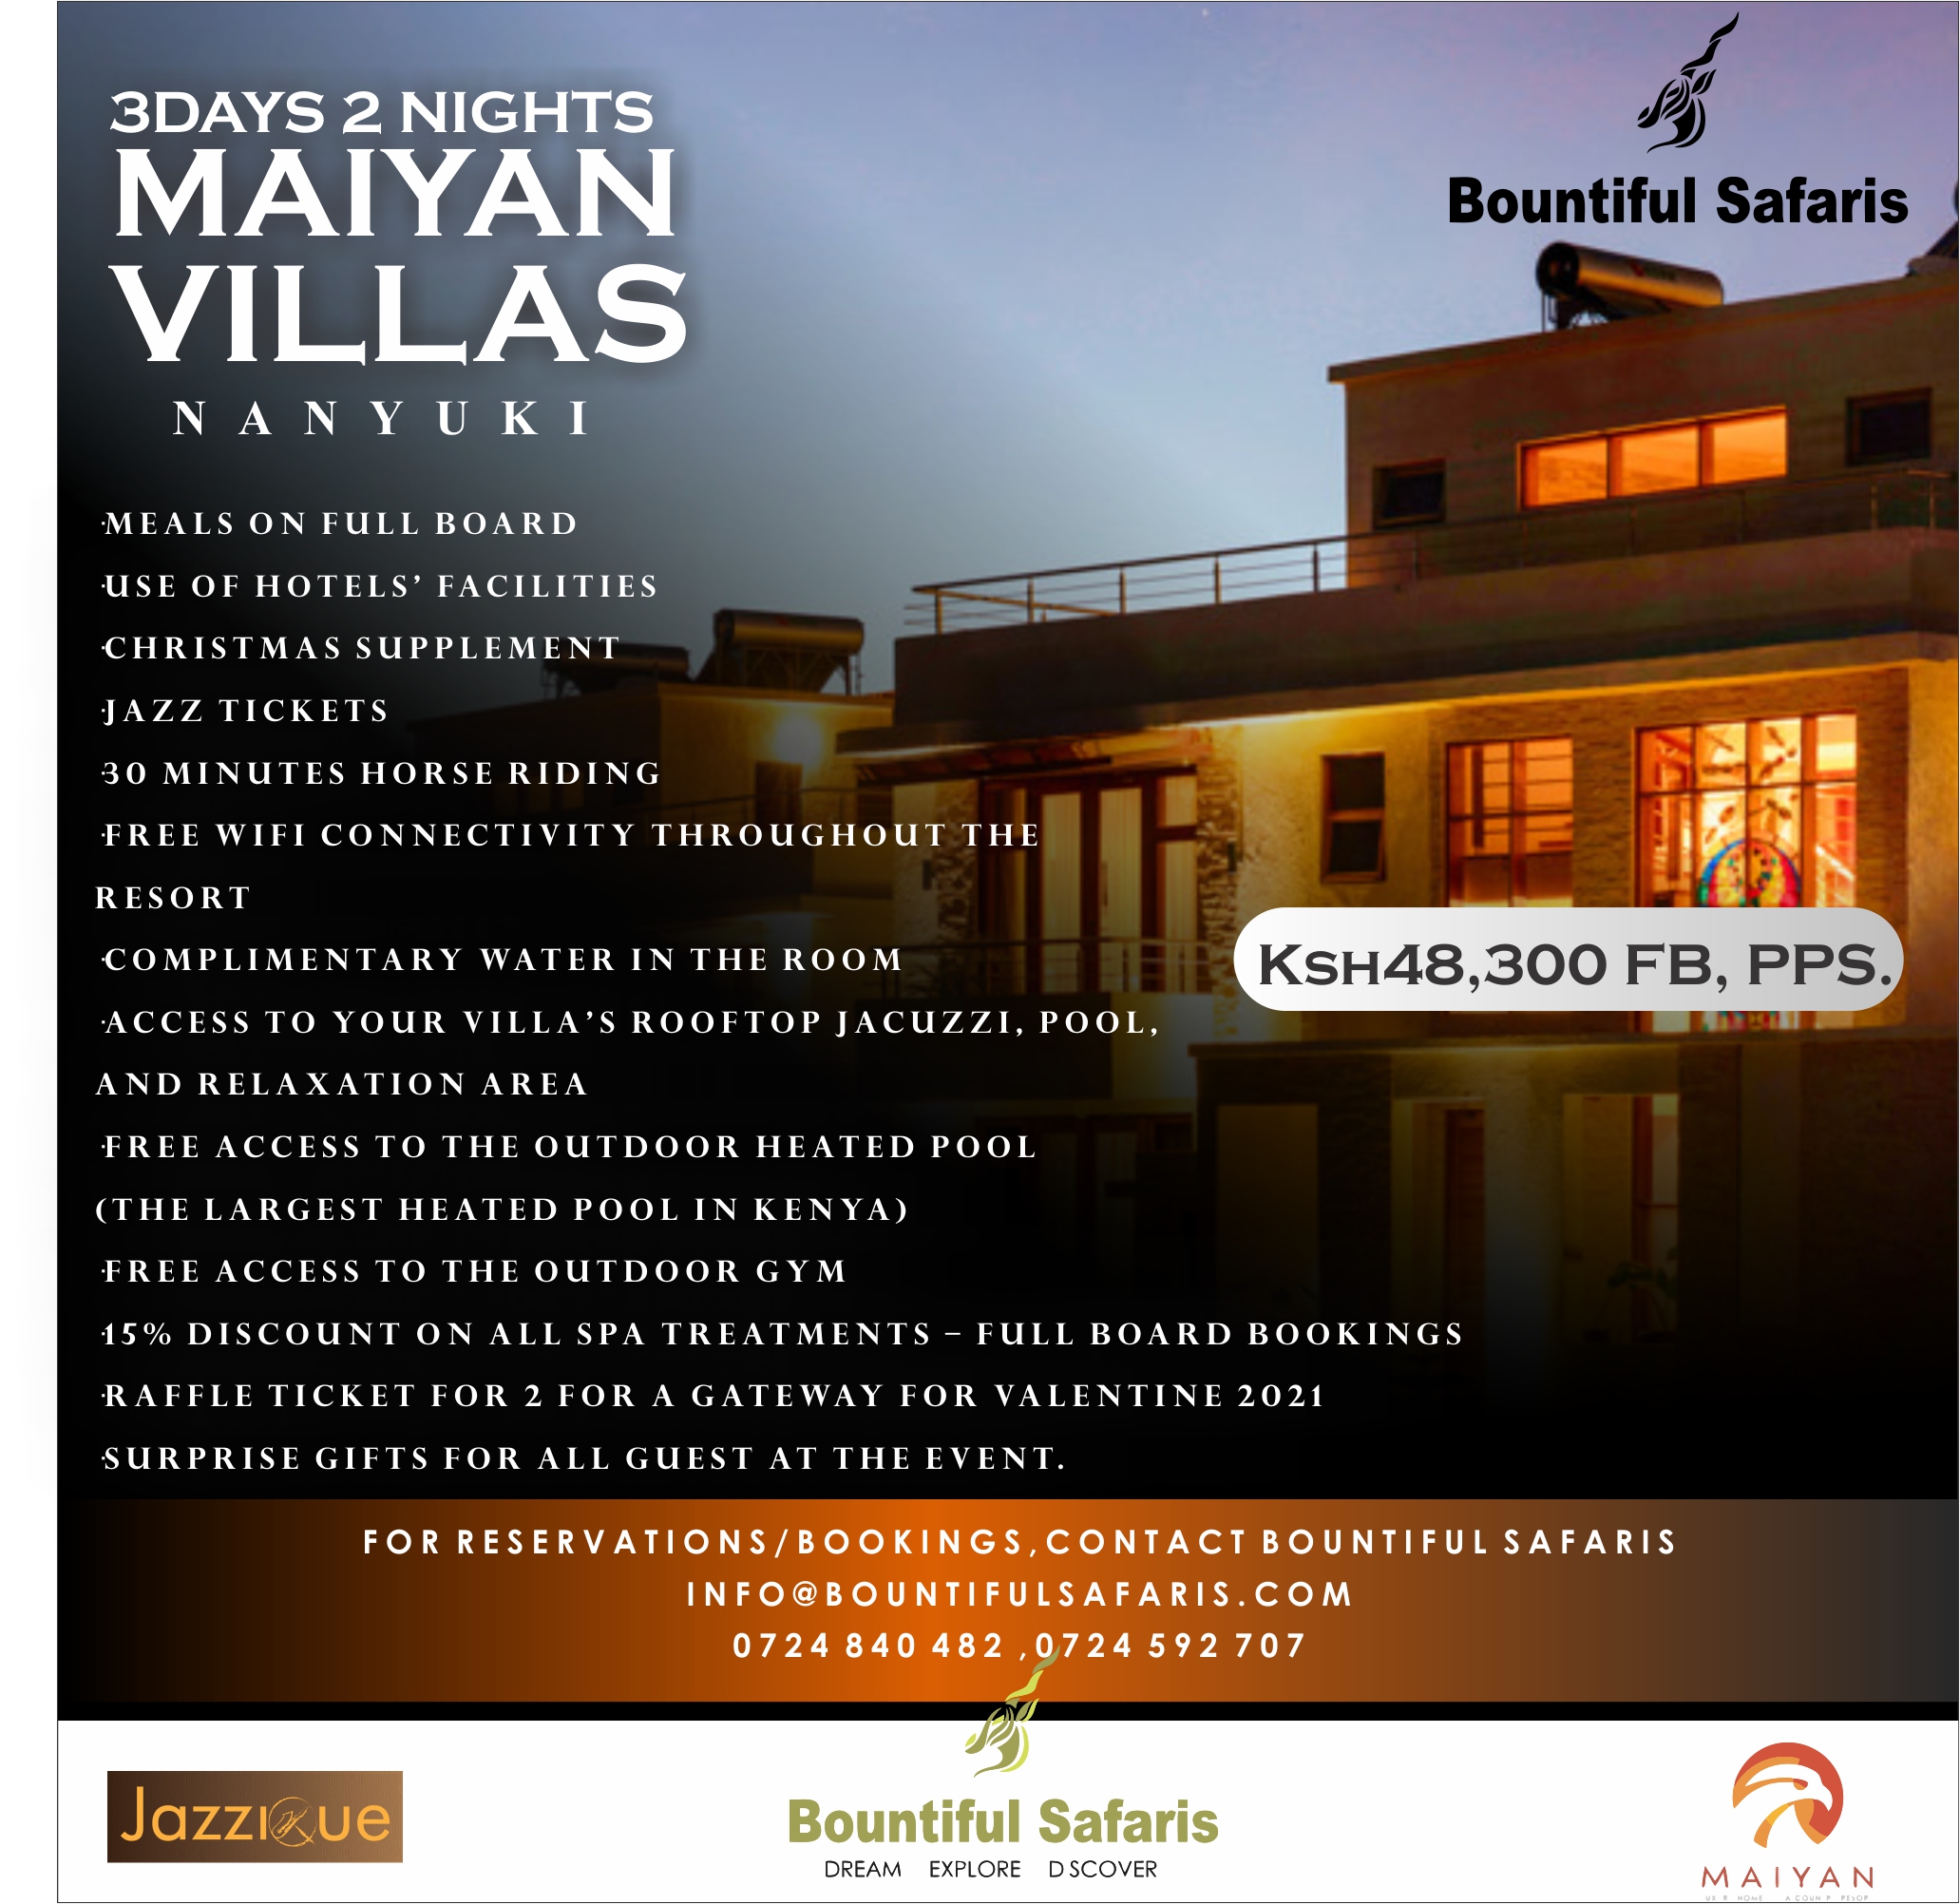 3DAYS 2 NIGHTS
MAIYAN
VILLAS
NANYUKI
Bountiful Safaris
·MEALS ON FULL BOARD
·USE OF HOTELS’ FACILITIES
·CHRISTMAS SUPPLEMENT
·JAZZ TICKETS
·30 MINUTES HORSE RIDING
·FREE WIFI CONNECTIVITY THROUGHOUT THE
RESORT
·COMPLIMENTARY WATER IN THE ROOM
·ACCESS TO YOUR VILLA’S ROOFTOP JACUZZI, POOL,
AND RELAXATION AREA
·FREE ACCESS TO THE OUTDOOR HEATED POOL
(THE LARGEST HEATED POOL IN KENYA)
·FREE ACCESS TO THE OUTDOOR GYM
·15% DISCOUNT ON ALL SPA TREATMENTS – FULL BOARD BOOKINGS
·RAFFLE TICKET FOR 2 FOR A GATEWAY FOR VALENTINE 2021
·SURPRISE GIFTS FOR ALL GUEST AT THE EVENT.
KSH48,300 FB, PPS.
FOR RESERVATIONS/BOOKINGS,CONTACT BOUNTIFUL SAFARIS
INFO@BOUNTIFULSAFARIS.COM
0724 840 482 ,0724 592 707
Jazzique
Bountiful Safaris
DREAM EXPLORE D SCOVER
MAIYAN